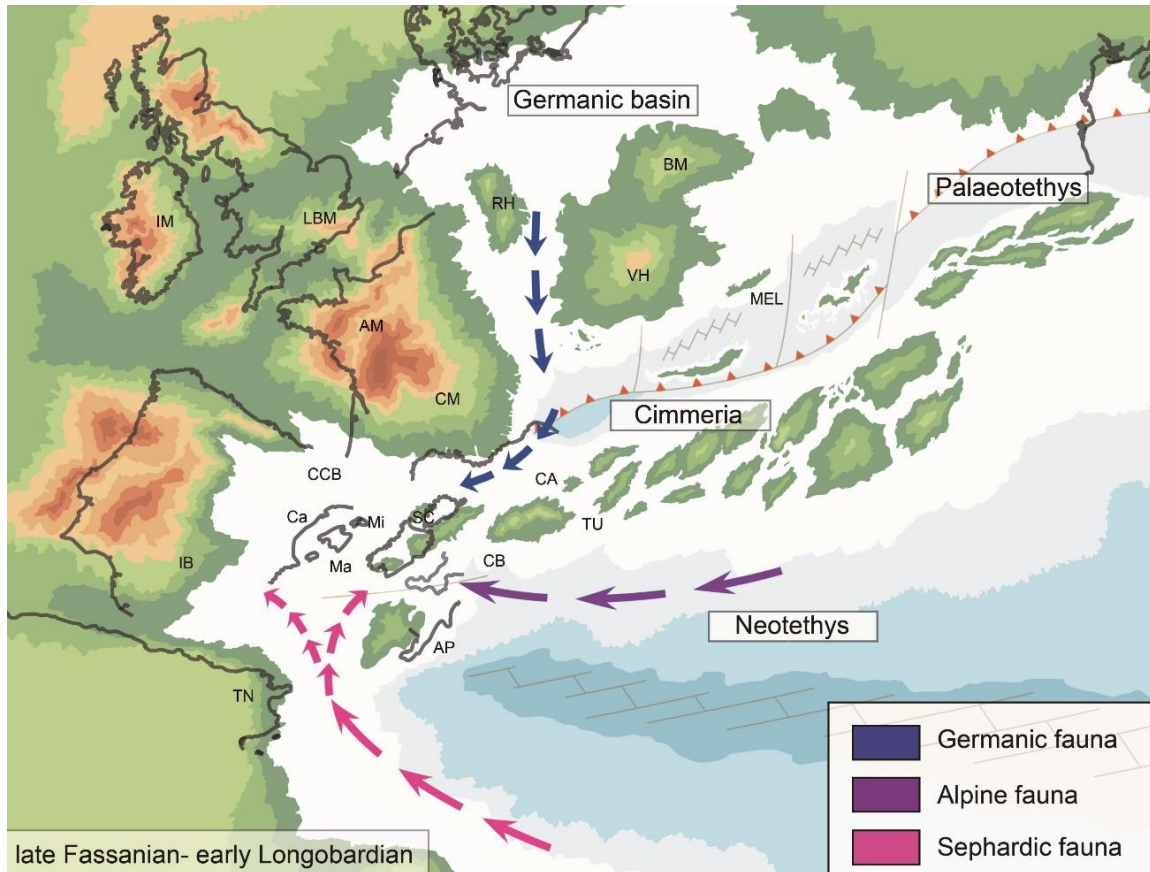 Germanic basin
BM
Palaeotethys
RH
IM
LBM
VH
MEL
AM
CM
Cimmeria
CCB
CA
Ca
Mi
SC
TU
Ma
CB
IB
Neotethys
AP
TN
Germanic fauna
Alpine fauna
Sephardic fauna
late Fassanian- early Longobardian